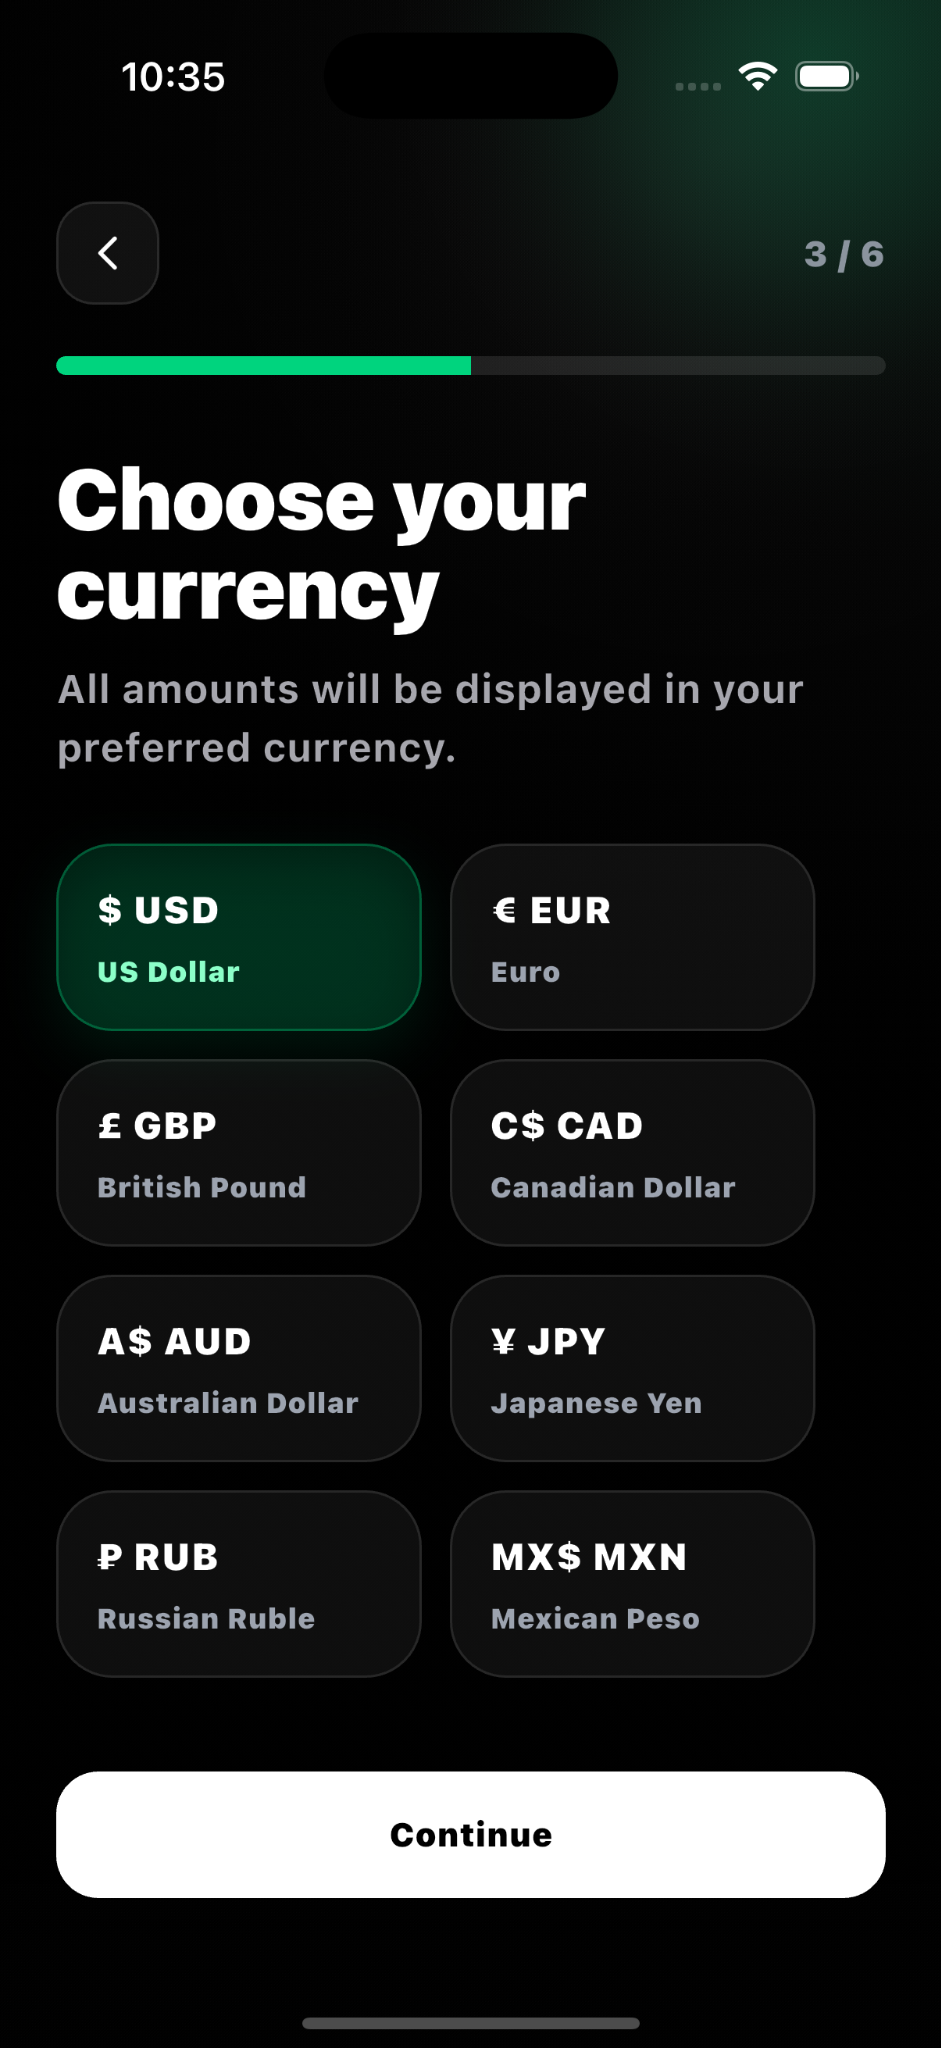 10:35
3 / 6
Choose your
currency
All amounts will be displayed in your
preferred currency.
$ USD
US Dollar
€ EUR
Euro
£ GBP
British Pound
C$ CAD
Canadian Dollar
A$ AUD
Australian Dollar
¥ JPY
Japanese Yen
₽ RUB
Russian Ruble
MX$ MXN
Mexican Peso
Continue